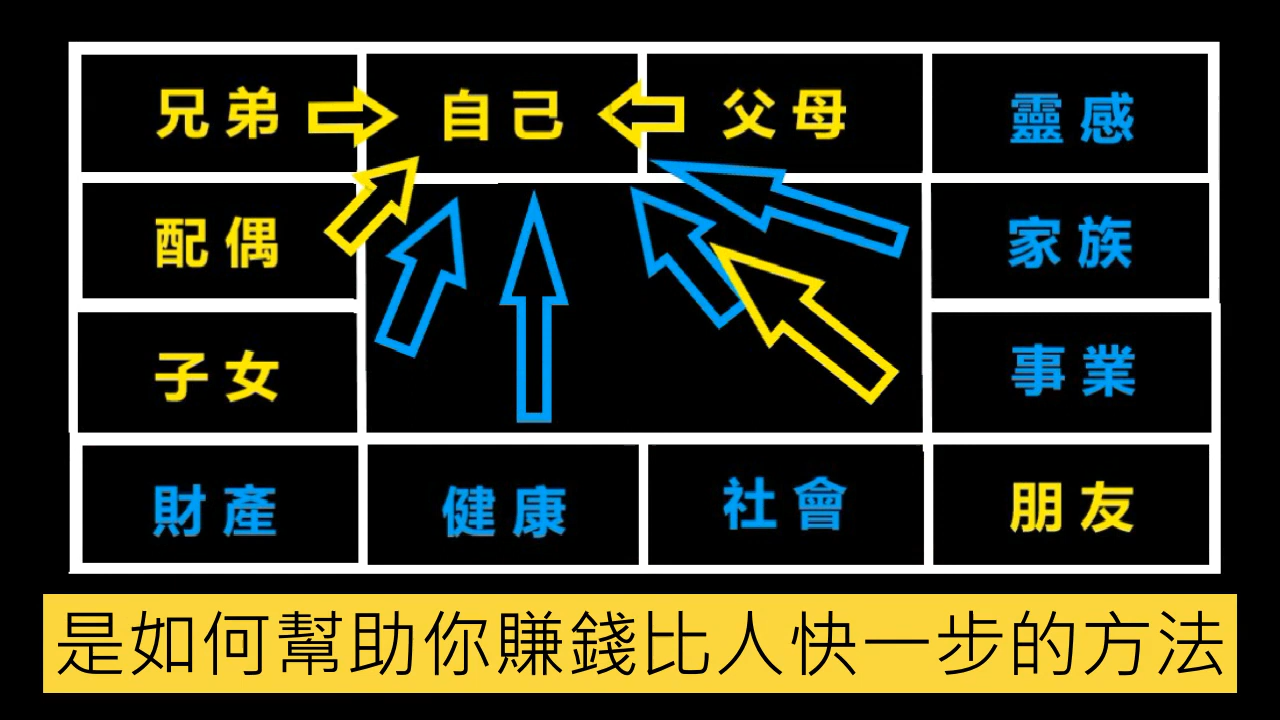 兄弟 自己 父母 靈感
配偶 家族
子女 事業
財產 健康 社會 朋友
是如何幫助你賺錢比人快一步的方法